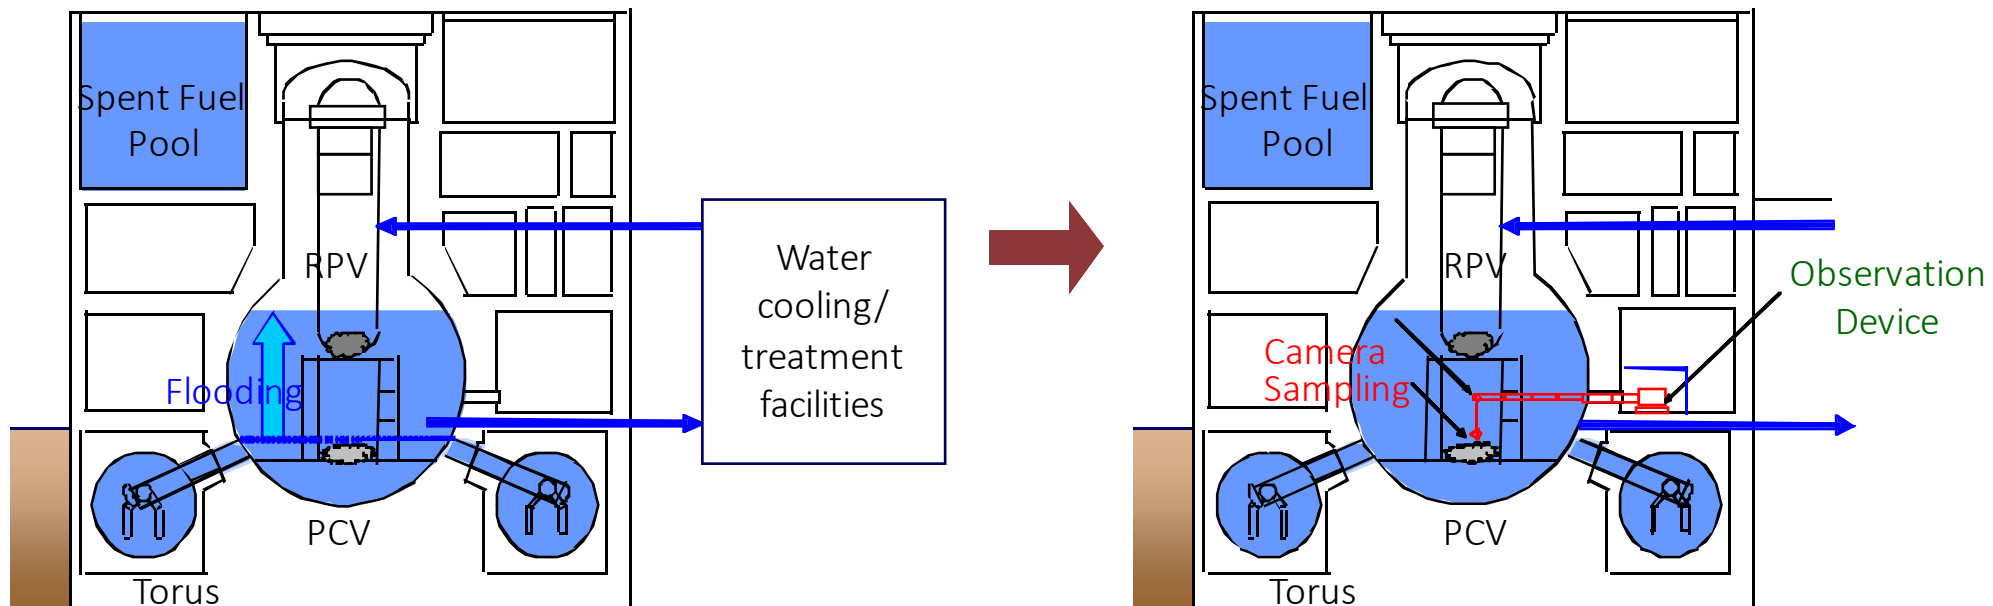 Spent Fuel
Pool
RPV
Flooding
PCV
Torus
Water
cooling/
treatment
facilities
Spent Fuel
Pool
RPV
Observation
Device
Camera
Sampling
PCV
Torus